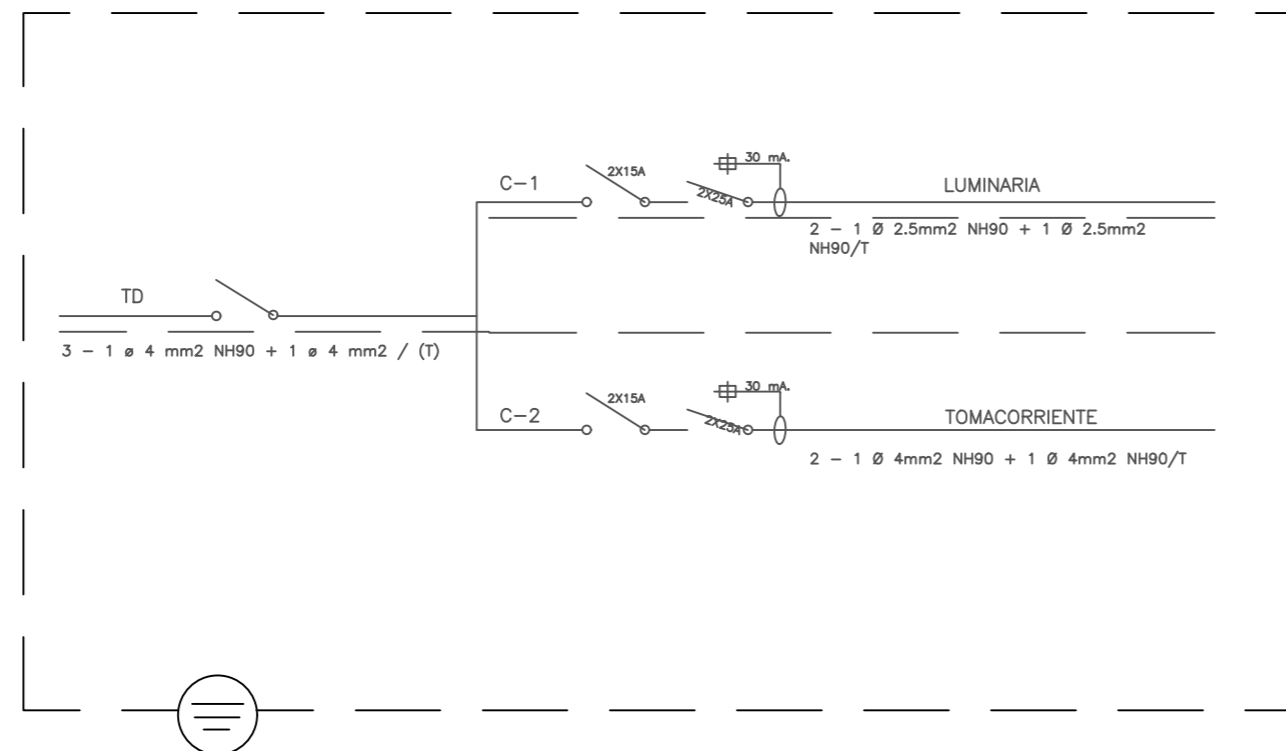 C-1
2X15A
2X25A
30 mA.
LUMINARIA
2 - 1 Ø 2.5mm2 NH90 + 1 Ø 2.5mm2
NH90/T
TD
3 - 1 ø 4 mm2 NH90 + 1 ø 4 mm2 / (T)
C-2
2X15A
2X25A
30 mA.
TOMACORRIENTE
2 - 1 Ø 4mm2 NH90 + 1 Ø 4mm2 NH90/T